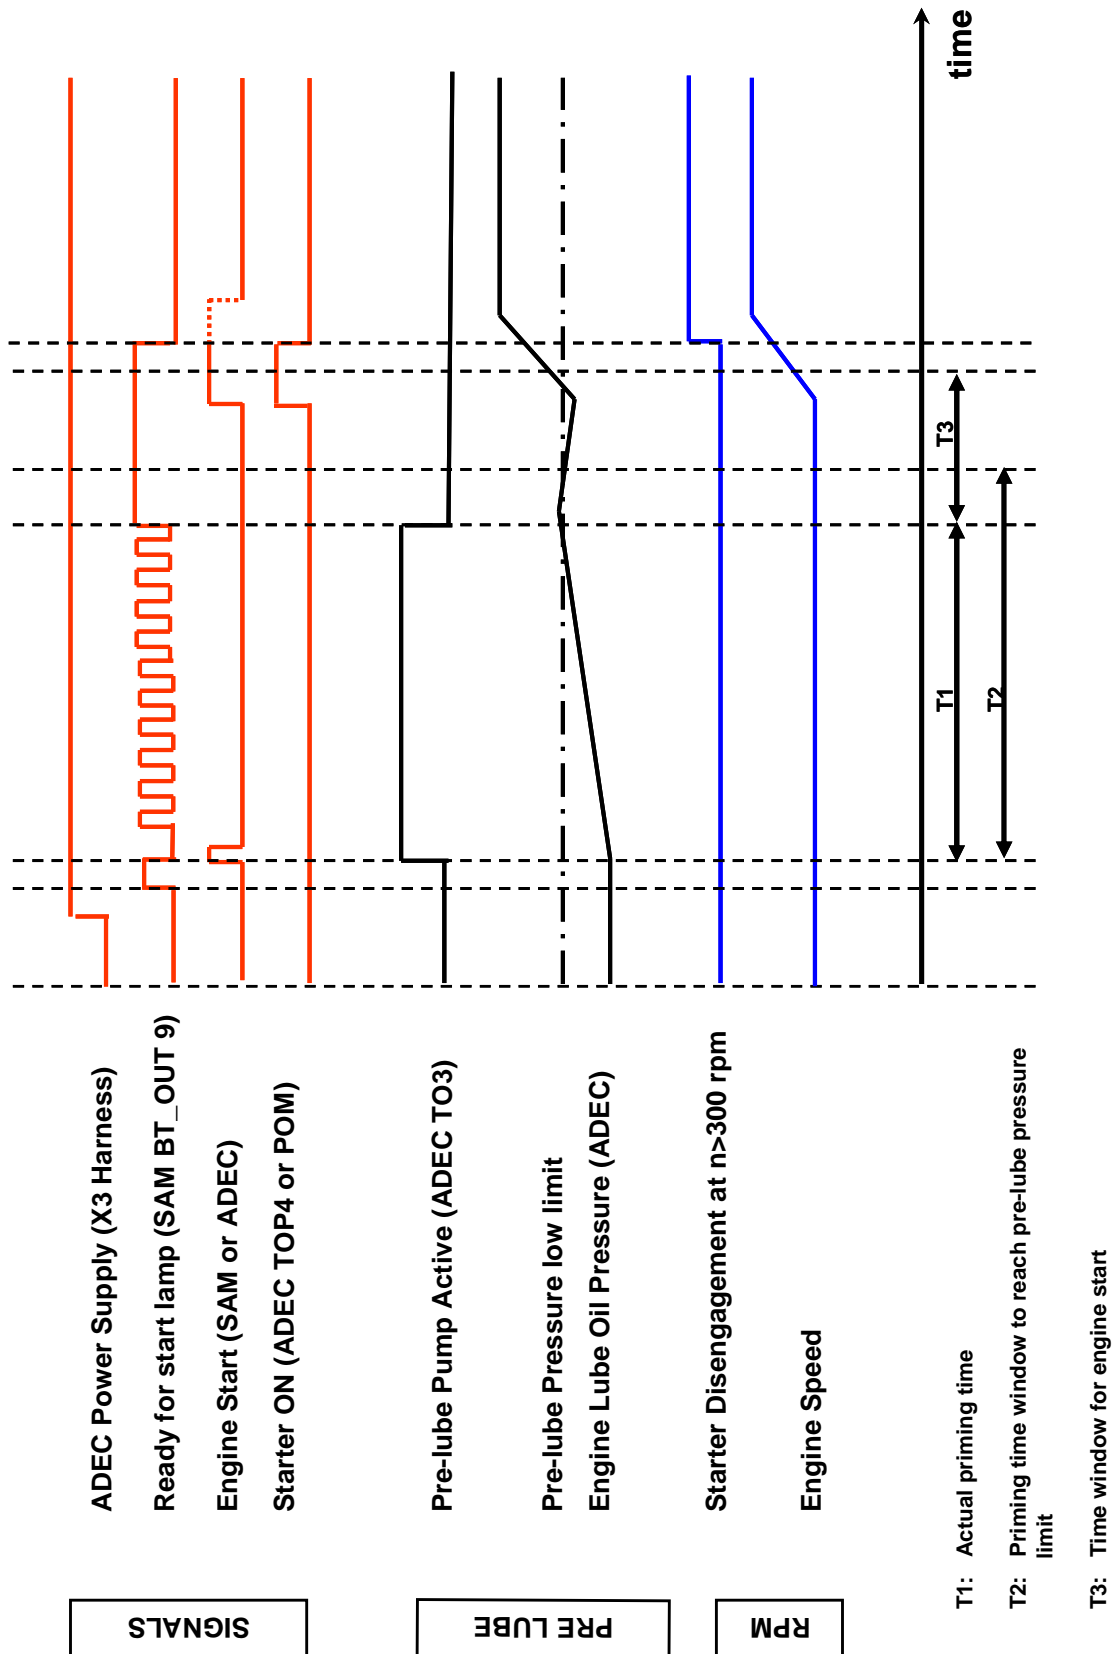 SIGNALS
ADEC Power Supply (X3 Harness)
Ready for start lamp (SAM BT_OUT 9)
Engine Start (SAM or ADEC)
Starter ON (ADEC TOP4 or POM)
PRE LUBE
Pre-lube Pump Active (ADEC TO3)
Pre-lube Pressure low limit
Engine Lube Oil Pressure (ADEC)
RPM
Starter Disengagement at n>300 rpm
Engine Speed
time
T1
T3
T2
T1: Actual priming time
T2: Priming time window to reach pre-lube pressure
limit
T3: Time window for engine start